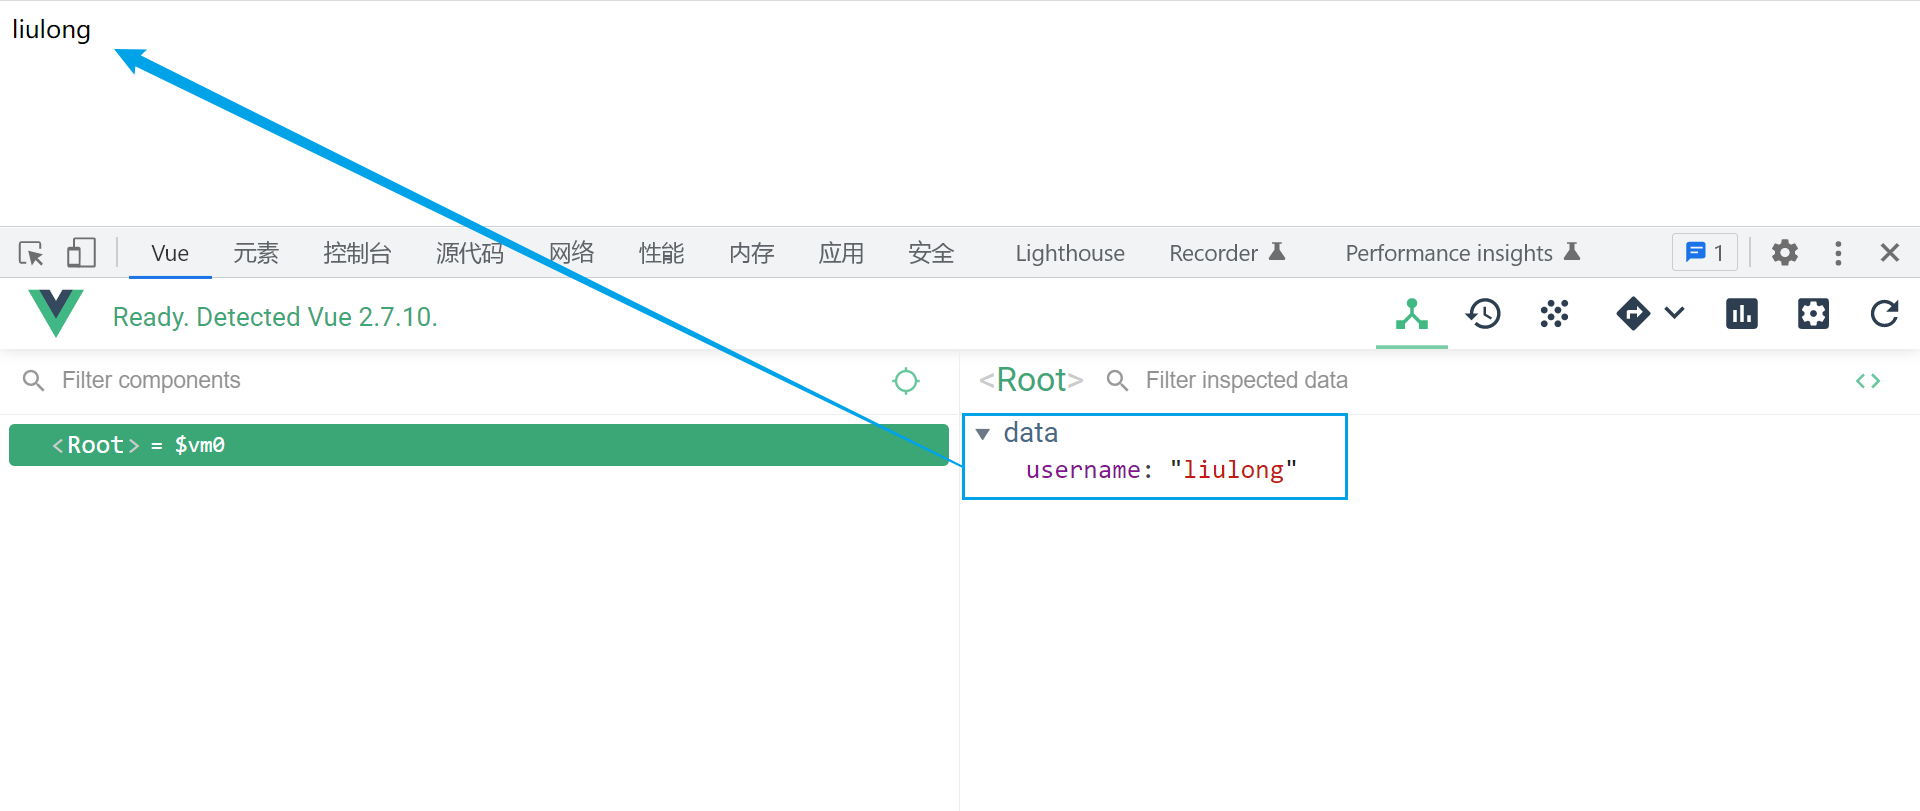 liulong
Vue 元素 控制台 源代码 网络 性能 内存 应用 安全 Lighthouse Recorder Performance insights 1
Ready. Detected Vue 2.7.10.
Filter components
<Root> Filter inspected data
<Root> = $vm0
data
username: "liulong"